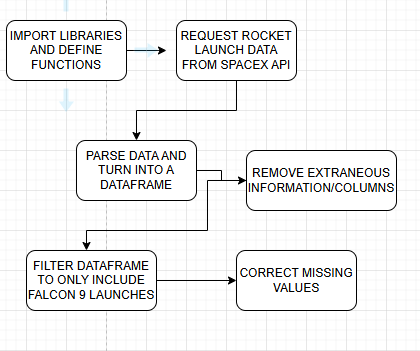 IMPORT LIBRARIES
AND DEFINE
FUNCTIONS
REQUEST ROCKET
LAUNCH DATA
FROM SPACEX API
PARSE DATA AND
TURN INTO A
DATAFRAME
REMOVE EXTRANEOUS
INFORMATION/COLUMNS
FILTER DATAFRAME
TO ONLY INCLUDE
FALCON 9 LAUNCHES
CORRECT MISSING
VALUES